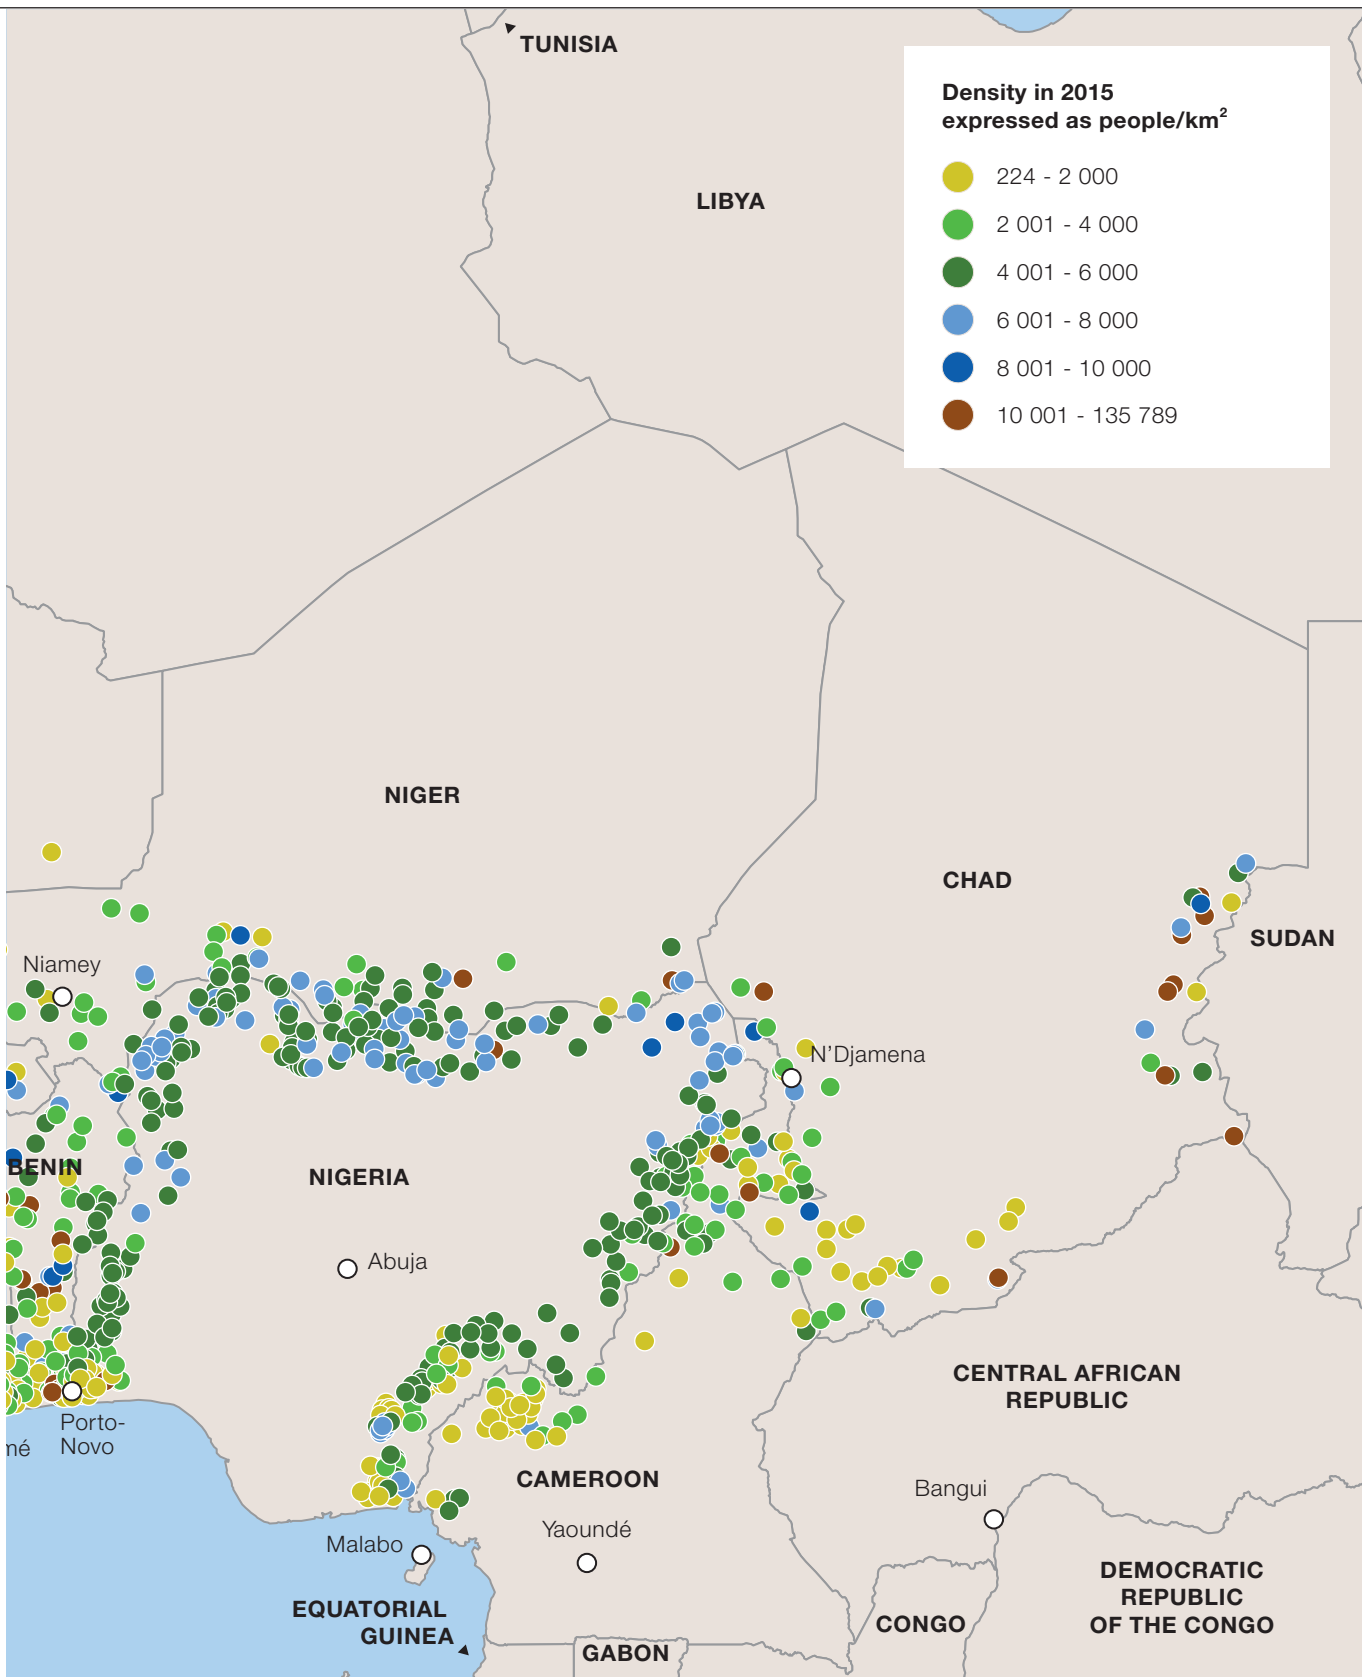 TUNISIA
Density in 2015
expressed as people/km²
224 - 2 000
2 001 - 4 000
4 001 - 6 000
6 001 - 8 000
8 001 - 10 000
10 001 - 135 789
LIBYA
NIGER
CHAD
SUDAN
Niamey
N'Djamena
BENIN
NIGERIA
Abuja
CENTRAL AFRICAN
REPUBLIC
Porto-
Novo
mé
CAMEROON
Bangui
Yaoundé
Malabo
DEMOCRATIC
REPUBLIC
OF THE CONGO
EQUATORIAL
GUINEA
CONGO
GABON